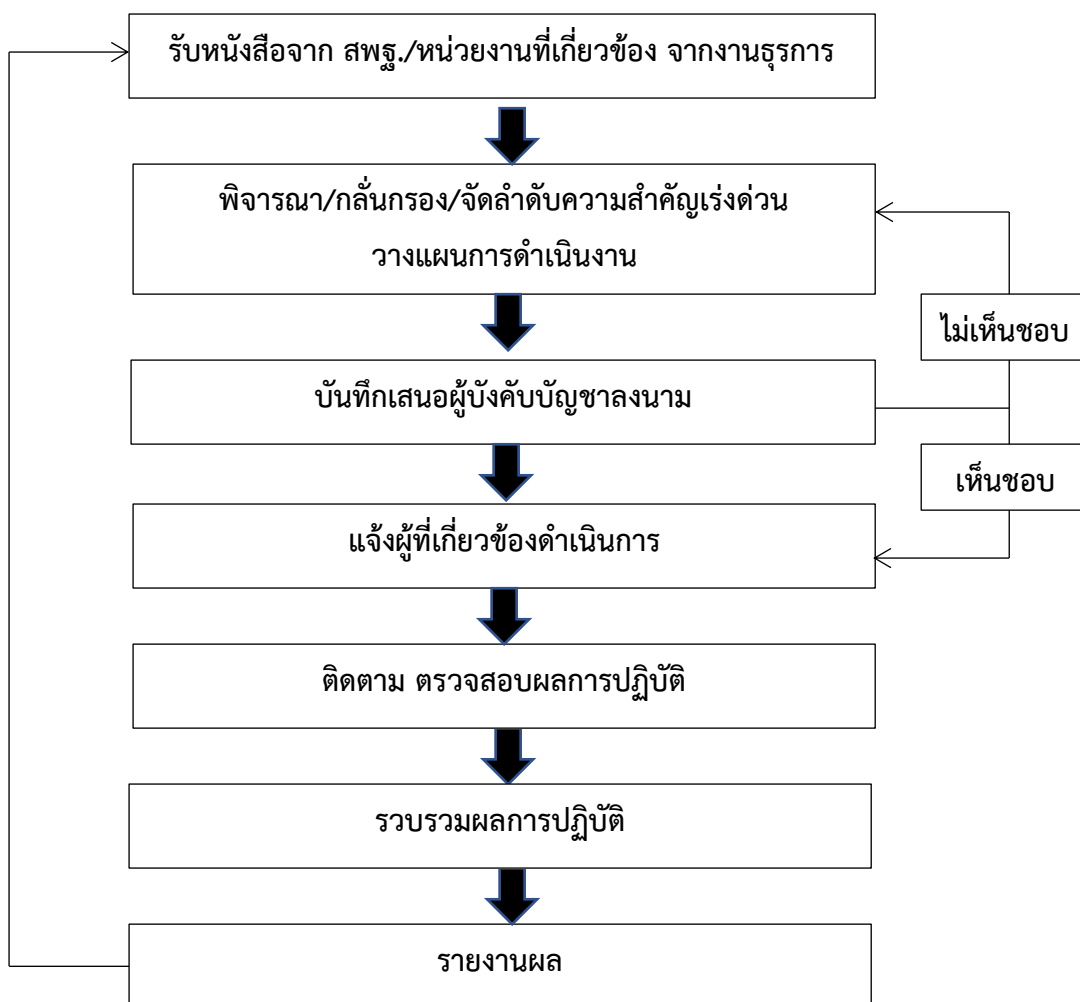 รับหนังสือจาก สพฐ./หน่วยงานที่เกี่ยวข้อง จากงานธุรการ
พิจารณา/กลั่นกรอง/จัดลำดับความสำคัญเร่งด่วน
วางแผนการดำเนินงาน
ไม่เห็นชอบ
บันทึกเสนอผู้บังคับบัญชาลงนาม
เห็นชอบ
แจ้งผู้ที่เกี่ยวข้องดำเนินการ
ติดตาม ตรวจสอบผลการปฏิบัติ
รวบรวมผลการปฏิบัติ
รายงานผล